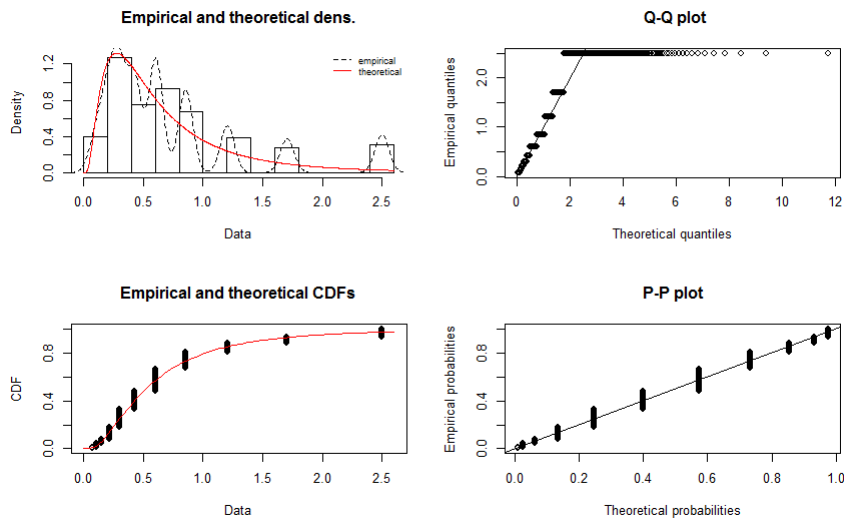 Empirical and theoretical dens.
Density
0.0 0.4 0.8 1.2
empirical
theoretical
0.0 0.5 1.0 1.5 2.0 2.5
Data
Q-Q plot
Empirical quantiles
0.0 1.0 2.0
0 2 4 6 8 10 12
Theoretical quantiles
Empirical and theoretical CDFs
CDF
0.0 0.4 0.8
0.0 0.5 1.0 1.5 2.0 2.5
Data
P-P plot
Empirical probabilities
0.0 0.4 0.8
0.0 0.2 0.4 0.6 0.8 1.0
Theoretical probabilities